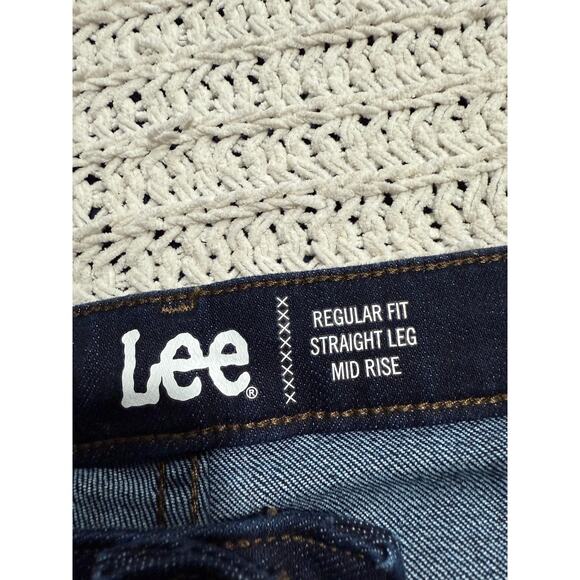 Lee®
REGULAR FIT
STRAIGHT LEG
MID RISE